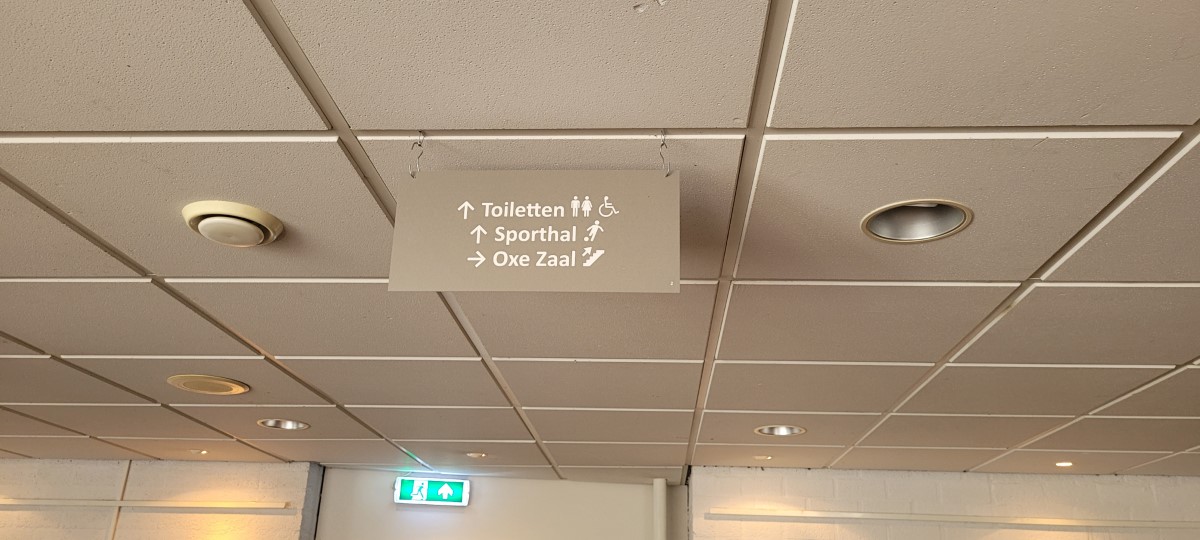 ↑ Toiletten
↑ Sporthal
→ Oxe Zaal